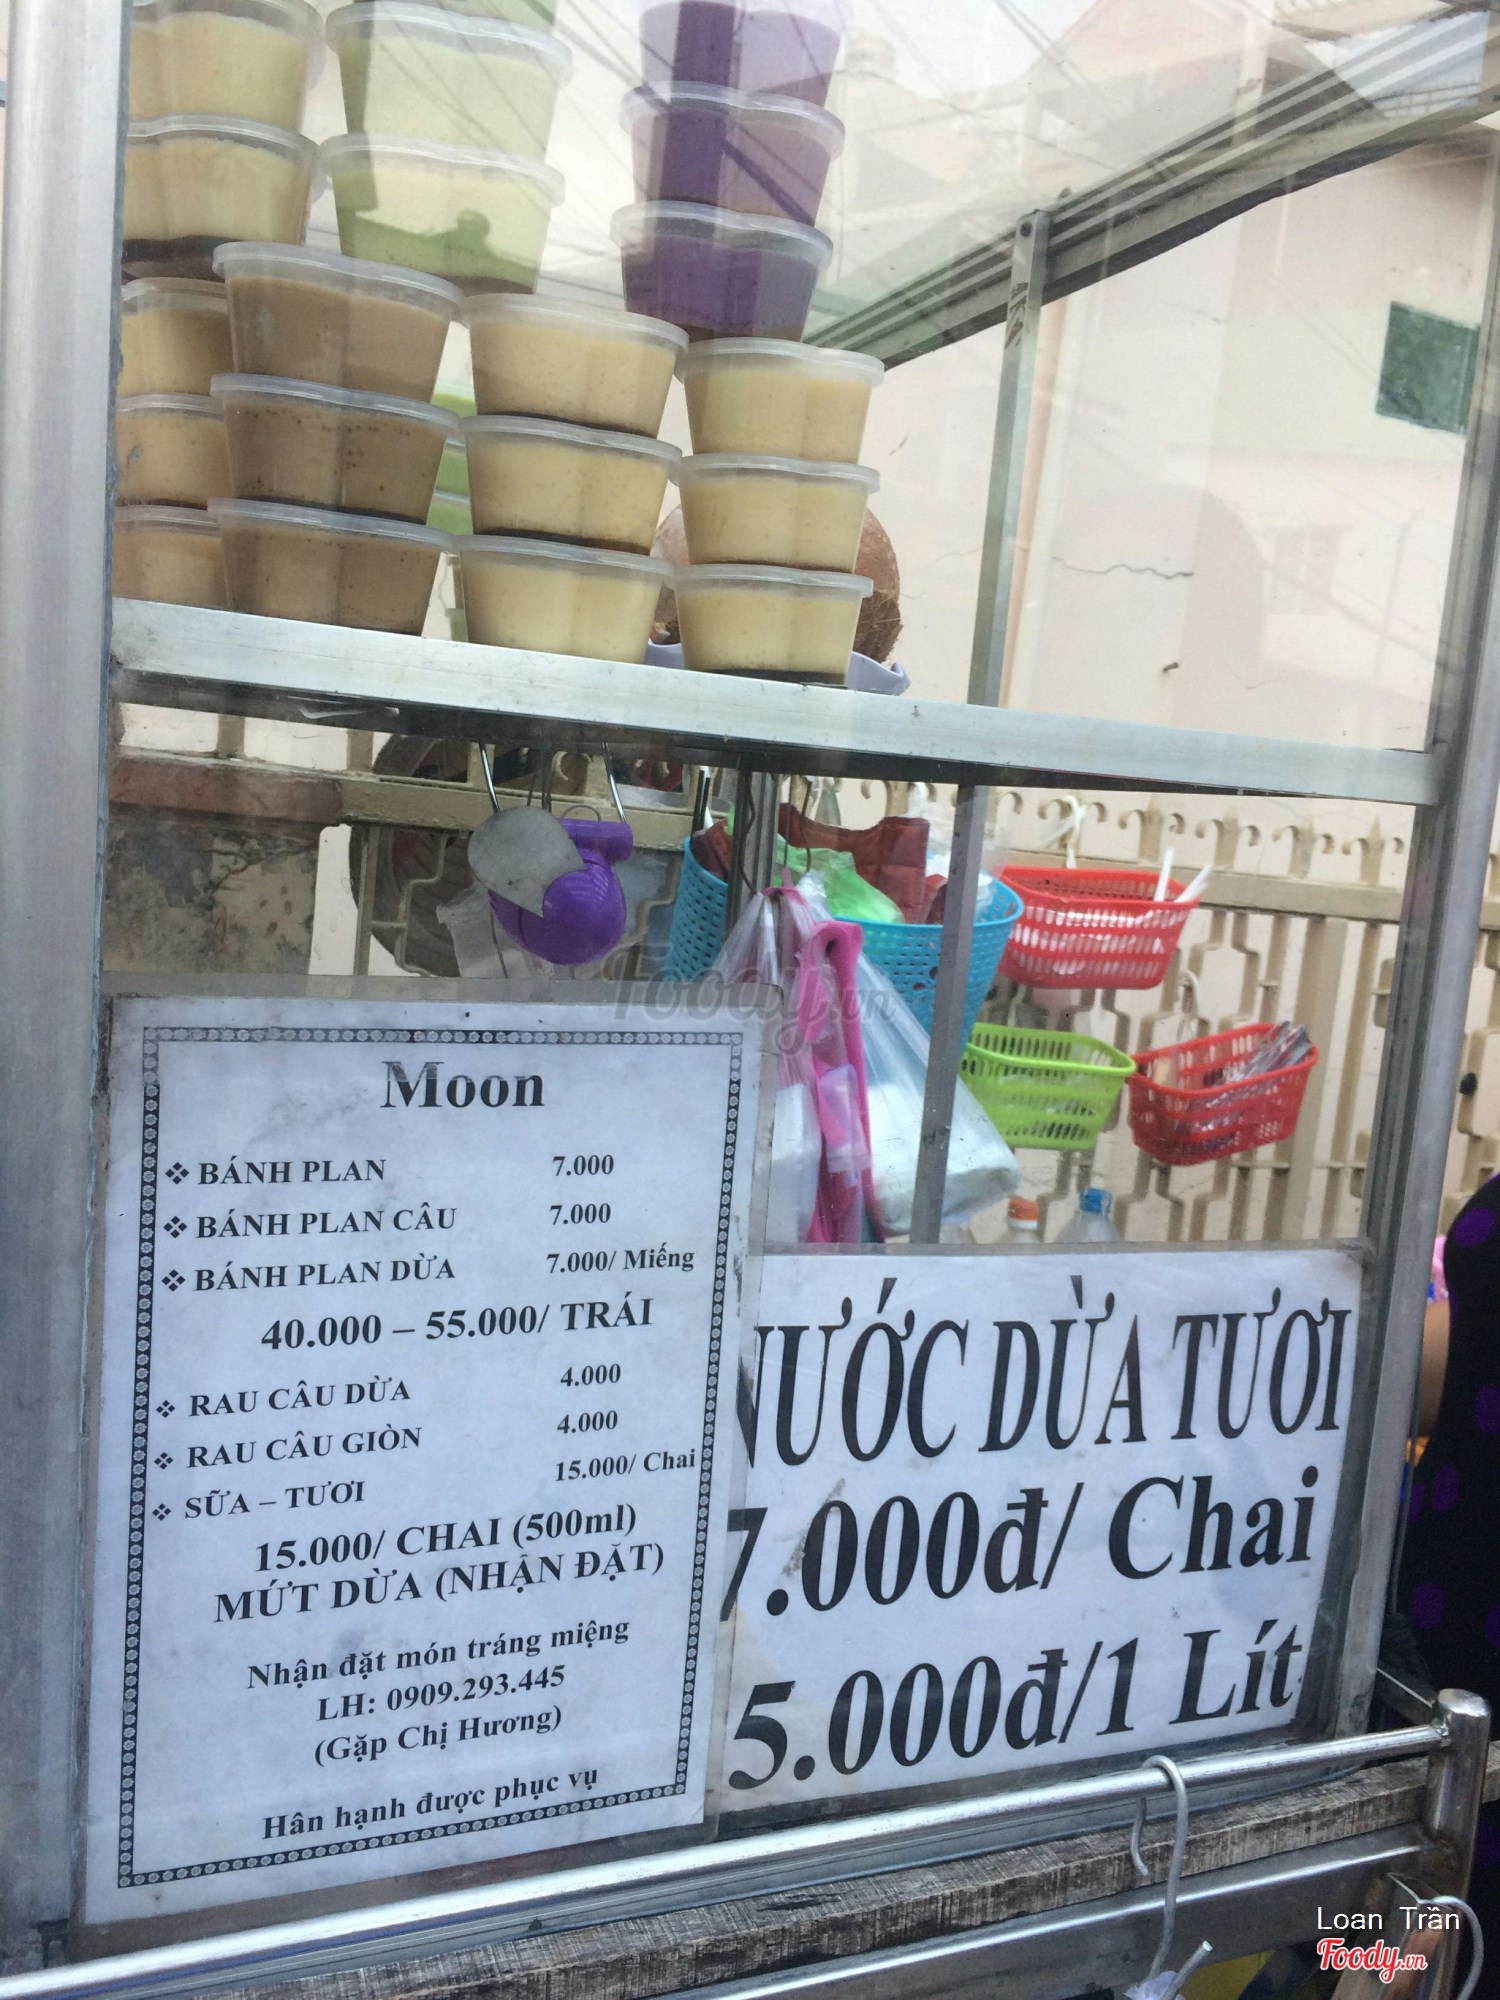 Moon
❖ BÁNH PLAN 7.000
❖ BÁNH PLAN CÂU 7.000
❖ BÁNH PLAN DỪA 7.000/ Miếng
40.000 – 55.000/ TRÁI
❖ RAU CÂU DỪA 4.000
❖ RAU CÂU GIÒN 4.000
❖ SỮA – TƯƠI 15.000/ Chai
15.000/ CHAI (500ml)
MỨT DỪA (NHẬN ĐẶT)
Nhận đặt món tráng miệng
LH: 0909.293.445
(Gặp Chị Hương)
Hân hạnh được phục vụ
NƯỚC DỪA TƯƠI
7.000đ/ Chai
5.000đ/1 Lít
Foody.vn
Loan Trần
Foody.vn